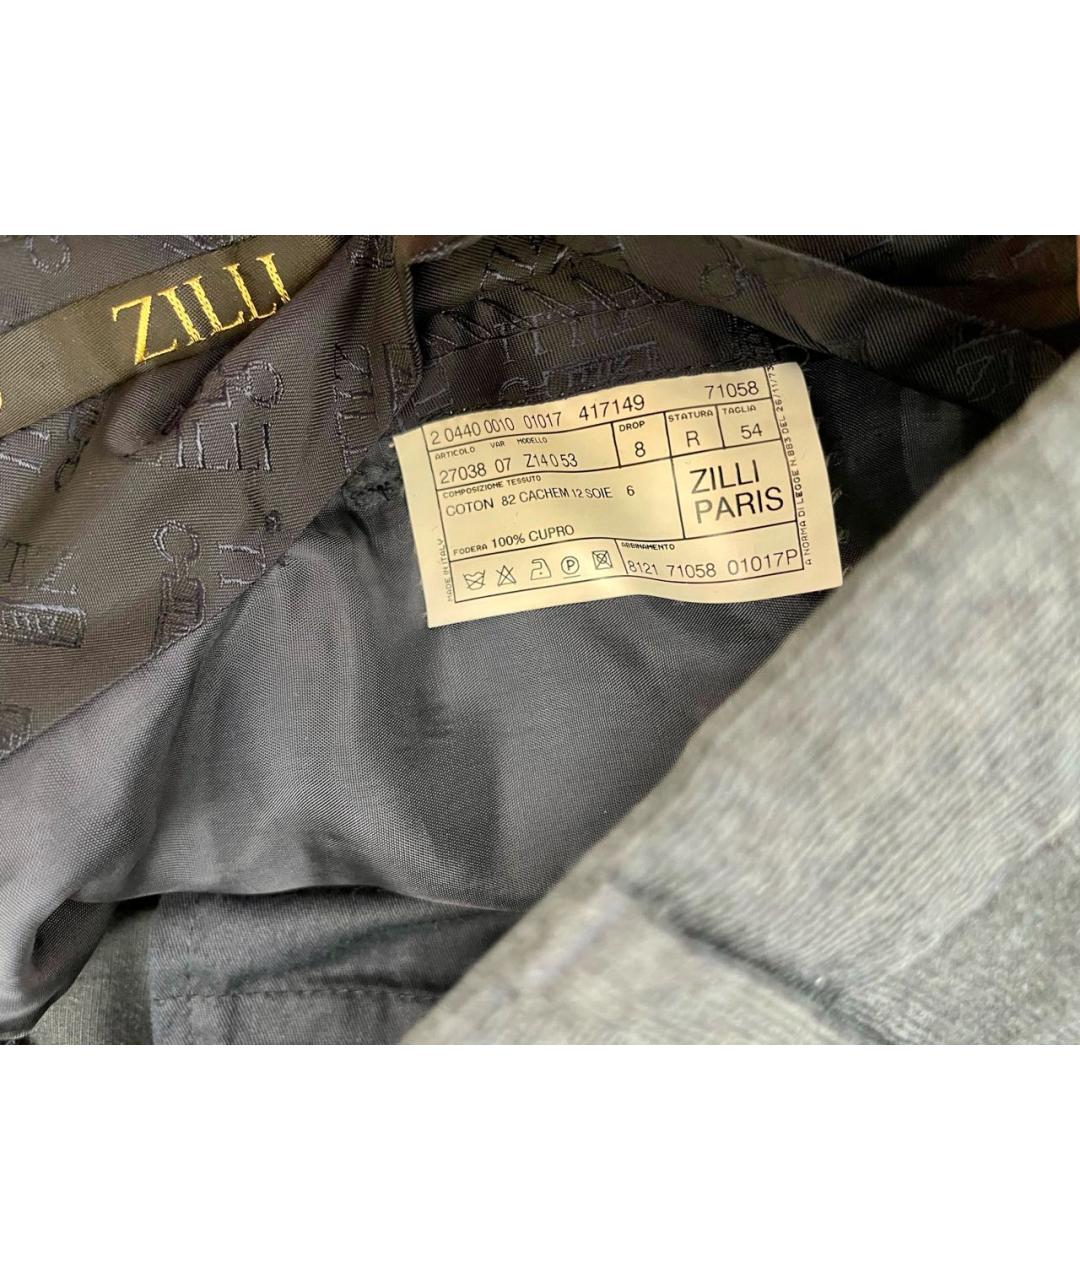 ZILLI
2 0440 0010 01017 417149 71058
ARTICOLO VAR MODELLO DROP STATURA TAGLIA
27038 07 Z14053 8 R 54
COMPOSIZIONE TESSUTO
COTON 82 CACHEM 12 SOIE 6
ZILLI
PARIS
FODERA 100% CUPRO
ABBINAMENTO
8121 71058 01017P
MADE IN ITALY
A NORMA DI LEGGE N.883 DEL 26/11/73